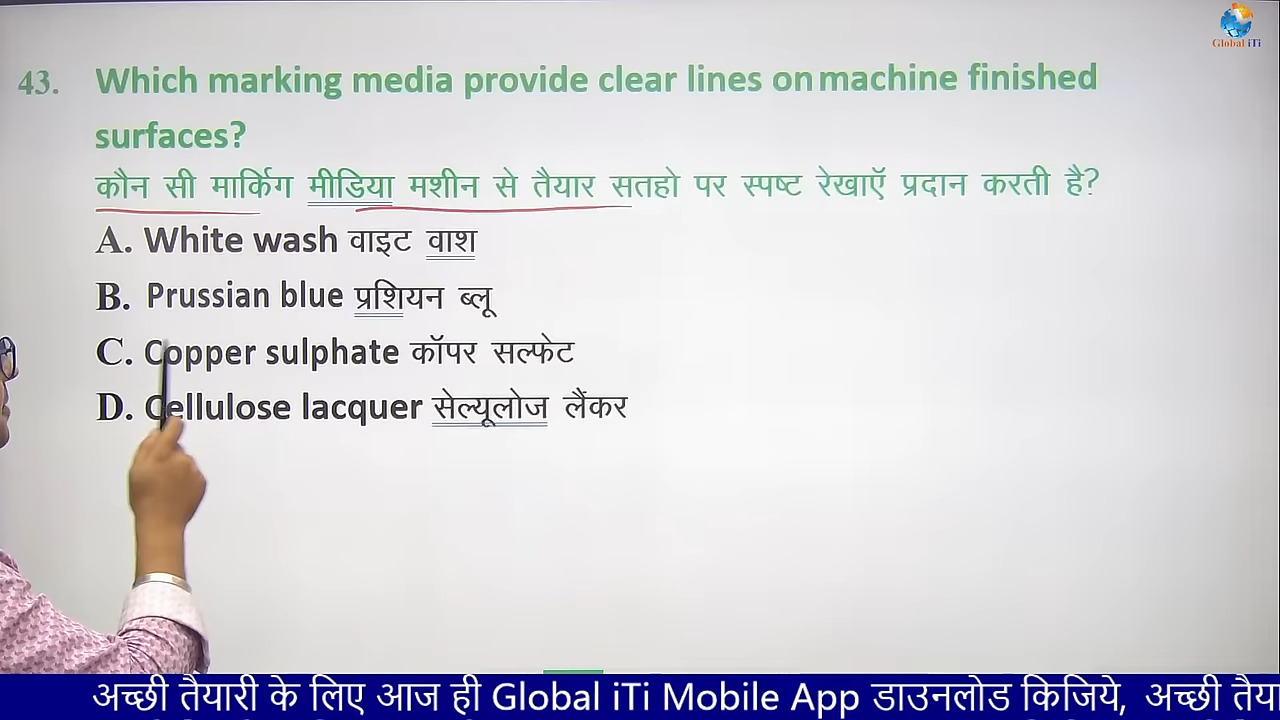 Global iTi
43. Which marking media provide clear lines on machine finished
surfaces?
कौन सी मार्किग मीडिया मशीन से तैयार सतहो पर स्पष्ट रेखाएॅ प्रदान करती है?
A. White wash वाइट वाश
B. Prussian blue प्रशियन ब्लू
C. Copper sulphate कॉपर सल्फेट
D. Cellulose lacquer सेल्यूलोज लैंकर
अच्छी तैयारी के लिए आज ही Global iTi Mobile App डाउनलोड किजिये, अच्छी तैया